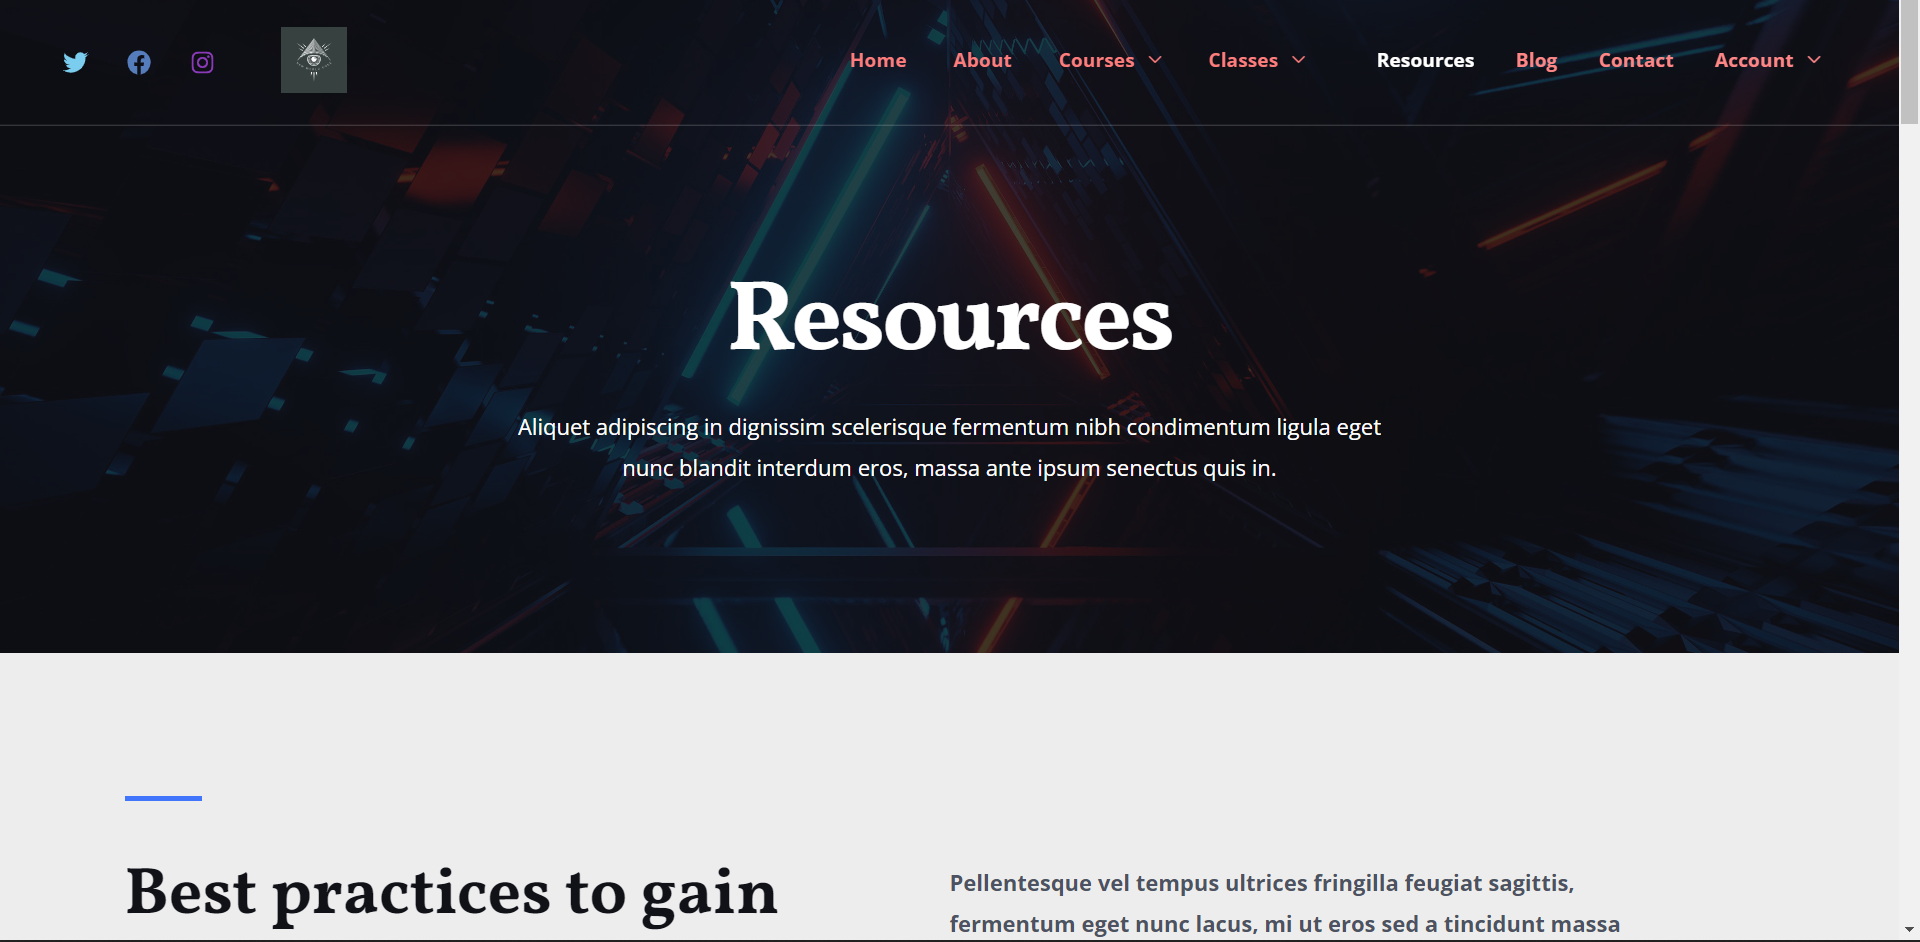 Home About Courses Classes Resources Blog Contact Account
Resources
Aliquet adipiscing in dignissim scelerisque fermentum nibh condimentum ligula eget
nunc blandit interdum eros, massa ante ipsum senectus quis in.
Best practices to gain
Pellentesque vel tempus ultrices fringilla feugiat sagittis,
fermentum eget nunc lacus, mi ut eros sed a tincidunt massa